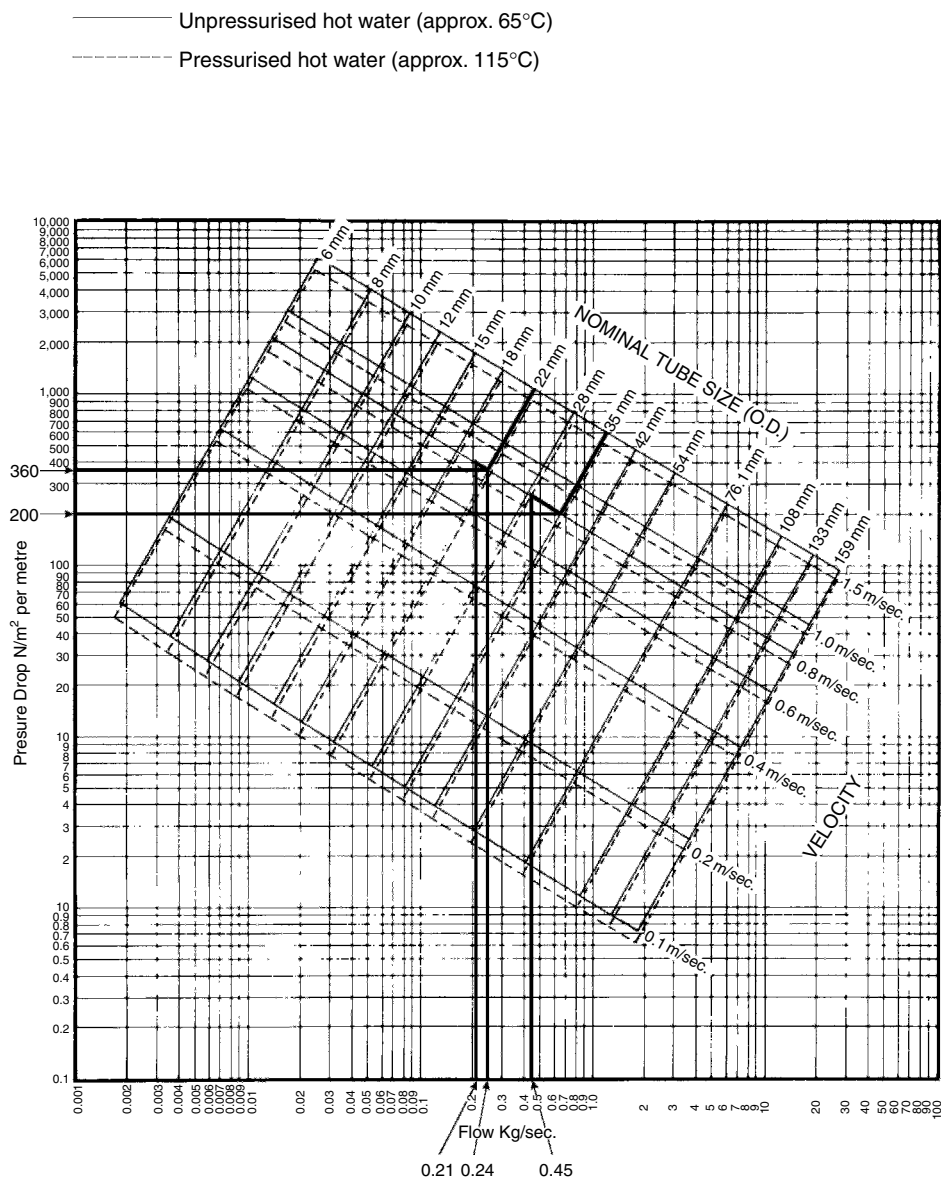 Unpressurised hot water (approx. 65°C)
Pressurised hot water (approx. 115°C)
10,000
9,000
8,000
7,000
6,000
5,000
4,000
3,000
2,000
1,000
900
800
700
600
500
400
360
300
200
100
90
80
70
60
50
40
30
20
10
9
8
7
6
5
4
3
2
10
0.9
0.8
0.7
0.6
0.5
0.4
0.3
0.2
0.1
Presure Drop N/m² per metre
6 mm
8 mm
10 mm
12 mm
15 mm
18 mm
22 mm
28 mm
35 mm
42 mm
54 mm
76.1 mm
108 mm
133 mm
159 mm
NOMINAL TUBE SIZE (O.D.)
1.5 m/sec.
1.0 m/sec.
0.8 m/sec.
0.6 m/sec.
0.4 m/sec.
0.2 m/sec.
0.1 m/sec.
VELOCITY
0.001 0.002 0.003 0.004 0.005 0.006 0.007 0.008 0.009 0.01 0.02 0.03 0.04 0.05 0.06 0.07 0.08 0.09 0.1 0.2 0.3 0.4 0.5 0.6 0.7 0.8 0.9 1.0 2 3 4 5 6 7 8 9 10 20 30 40 50 60 70 80 90 100
Flow Kg/sec.
0.21 0.24 0.45